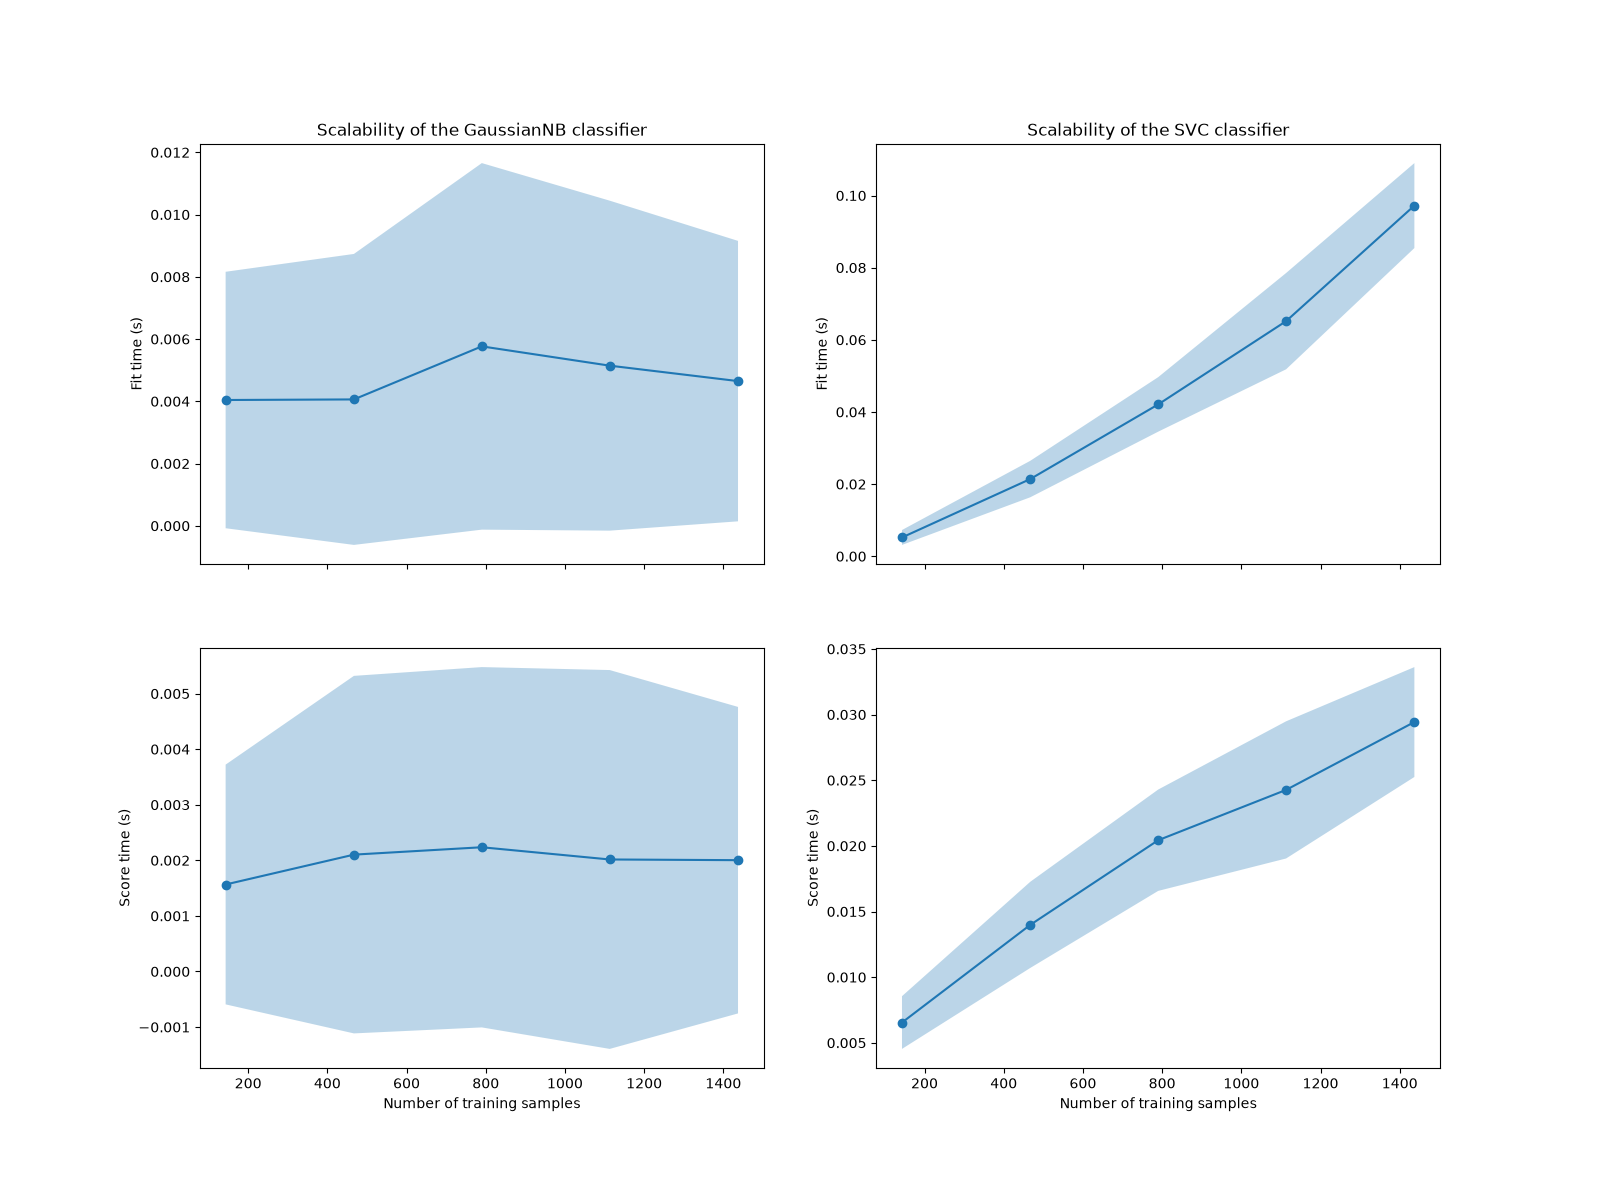 Scalability of the GaussianNB classifier
0.012
0.010
0.008
0.006
0.004
0.002
0.000
Fit time (s)
Scalability of the SVC classifier
0.10
0.08
0.06
0.04
0.02
0.00
Fit time (s)
0.005
0.004
0.003
0.002
0.001
0.000
−0.001
Score time (s)
200 400 600 800 1000 1200 1400
Number of training samples
0.035
0.030
0.025
0.020
0.015
0.010
0.005
Score time (s)
200 400 600 800 1000 1200 1400
Number of training samples